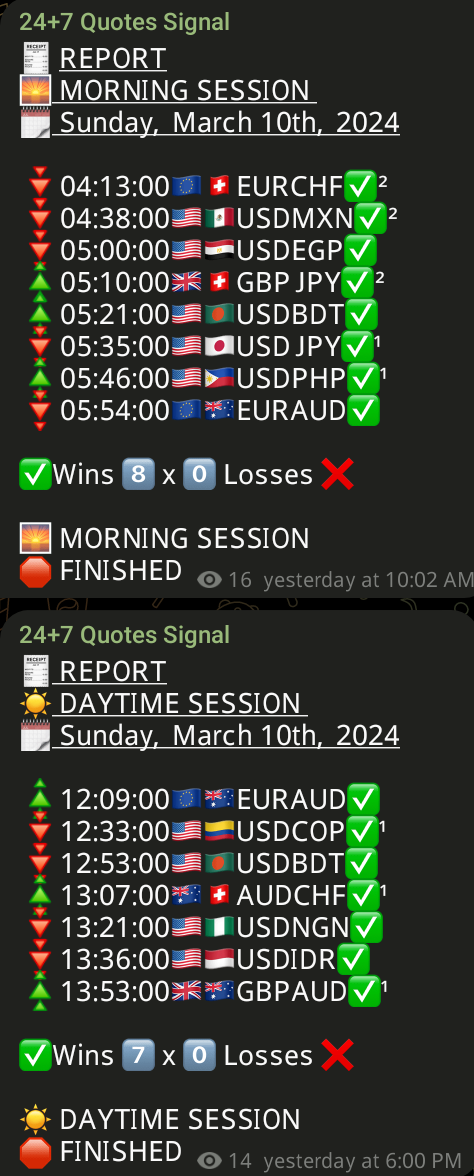 24+7 Quotes Signal
REPORT
MORNING SESSION
Sunday, March 10th, 2024
04:13:00 EURCHF ²
04:38:00 USDMXN ²
05:00:00 USDEGP
05:10:00 GBPJPY ²
05:21:00 USDBDT
05:35:00 USDJPY ¹
05:46:00 USDPHP ¹
05:54:00 EURAUD
Wins 8 x 0 Losses
MORNING SESSION
FINISHED 16 yesterday at 10:02 AM
24+7 Quotes Signal
REPORT
DAYTIME SESSION
Sunday, March 10th, 2024
12:09:00 EURAUD
12:33:00 USDCOP ¹
12:53:00 USDBDT
13:07:00 AUDCHF ¹
13:21:00 USDNGN
13:36:00 USDIDR
13:53:00 GBPAUD ¹
Wins 7 x 0 Losses
DAYTIME SESSION
FINISHED 14 yesterday at 6:00 PM